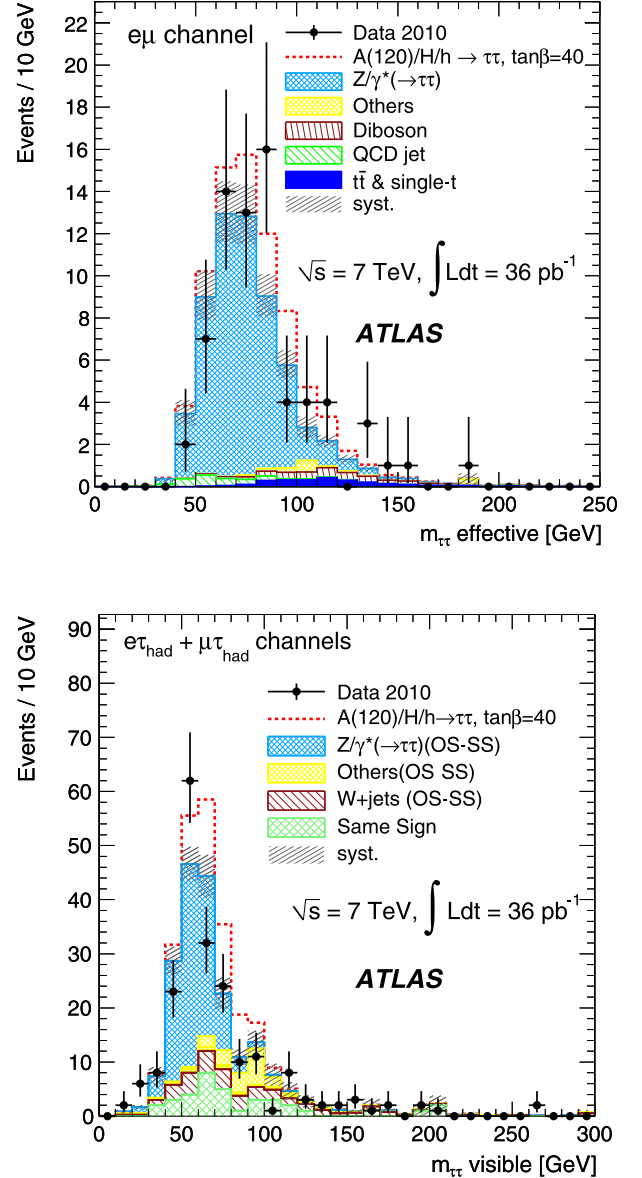 eμ channel
Data 2010
A(120)/H/h → ττ, tanβ=40
Z/γ*(→ττ)
Others
Diboson
QCD jet
tt̄ & single-t
syst.
√s = 7 TeV, ∫ Ldt = 36 pb⁻¹
ATLAS
Events / 10 GeV
22
20
18
16
14
12
10
8
6
4
2
0
0 50 100 150 200 250
m_ττ effective [GeV]
eτ_had + μτ_had channels
Data 2010
A(120)/H/h→ττ, tanβ=40
Z/γ*(→ττ)(OS-SS)
Others(OS SS)
W+jets (OS-SS)
Same Sign
syst.
√s = 7 TeV, ∫ Ldt = 36 pb⁻¹
ATLAS
Events / 10 GeV
90
80
70
60
50
40
30
20
10
0
0 50 100 150 200 250 300
m_ττ visible [GeV]